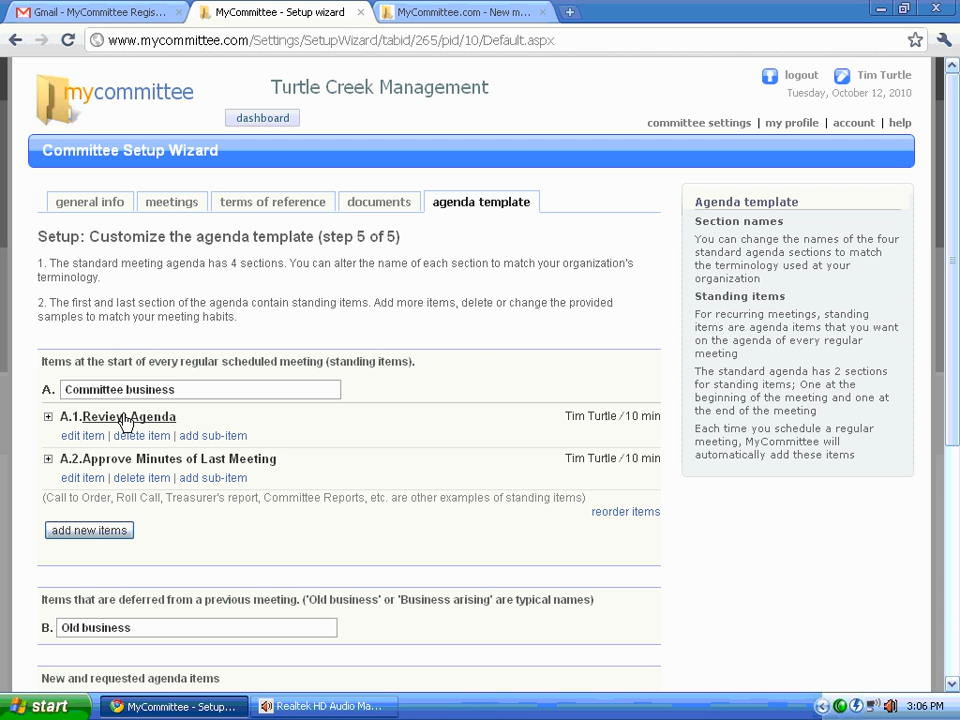 Gmail - MyCommittee Regis...
MyCommittee - Setup wizard
MyCommittee.com - New m...
www.mycommittee.com/Settings/SetupWizard/tabid/265/pid/10/Default.aspx
mycommittee
Turtle Creek Management
dashboard
logout
Tim Turtle
Tuesday, October 12, 2010
committee settings | my profile | account | help
Committee Setup Wizard
general info
meetings
terms of reference
documents
agenda template
Setup: Customize the agenda template (step 5 of 5)
1. The standard meeting agenda has 4 sections. You can alter the name of each section to match your organization's
terminology.
2. The first and last section of the agenda contain standing items. Add more items, delete or change the provided
samples to match your meeting habits.
Items at the start of every regular scheduled meeting (standing items).
A. Committee business
A.1.Review Agenda
Tim Turtle/10 min
edit item | delete item | add sub-item
A.2.Approve Minutes of Last Meeting
Tim Turtle/10 min
edit item | delete item | add sub-item
(Call to Order, Roll Call, Treasurer's report, Committee Reports, etc. are other examples of standing items)
reorder items
add new items
Items that are deferred from a previous meeting. ('Old business' or 'Business arising' are typical names)
B. Old business
New and requested agenda items
Agenda template
Section names
You can change the names of the four
standard agenda sections to match
the terminology used at your
organization
Standing items
For recurring meetings, standing
items are agenda items that you want
on the agenda of every regular
meeting
The standard agenda has 2 sections
for standing items; One at the
beginning of the meeting and one at
the end of the meeting
Each time you schedule a regular
meeting, MyCommittee will
automatically add these items
start
MyCommittee - Setup...
Realtek HD Audio Ma...
3:06 PM